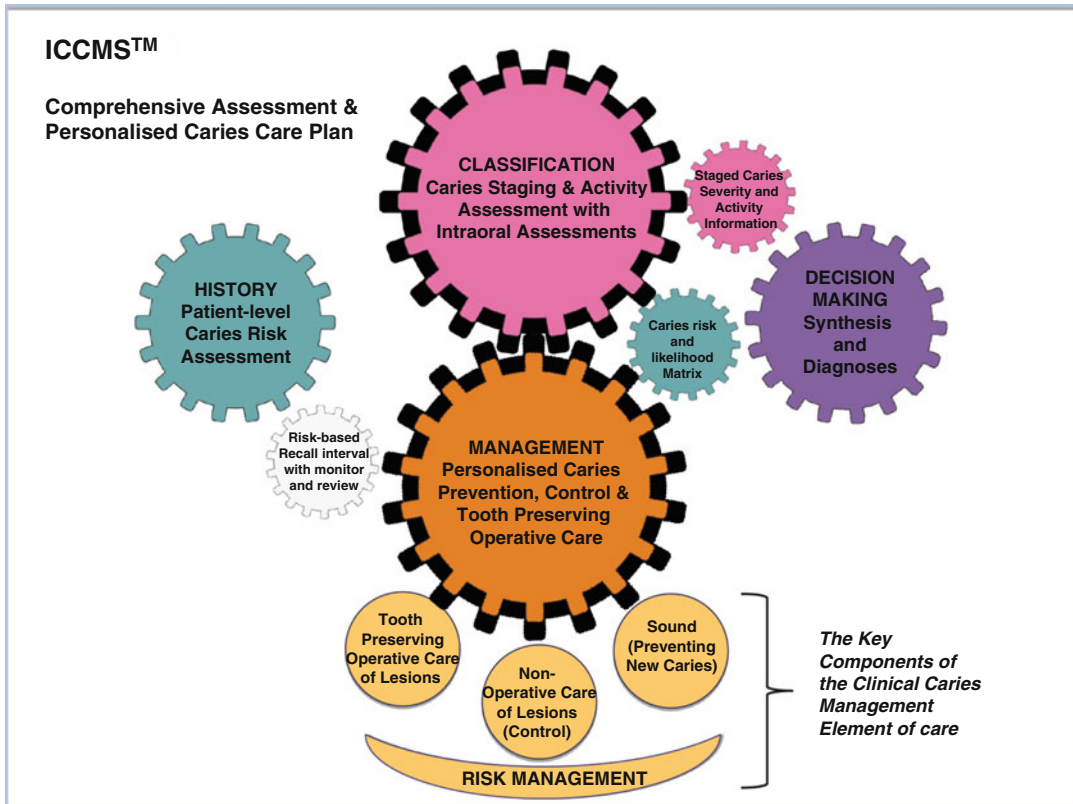 ICCMS™
Comprehensive Assessment &
Personalised Caries Care Plan
CLASSIFICATION
Caries Staging & Activity
Assessment with
Intraoral Assessments
Staged Caries
Severity and
Activity
Information
HISTORY
Patient-level
Caries Risk
Assessment
DECISION
MAKING
Synthesis
and
Diagnoses
Caries risk
and
likelihood
Matrix
Risk-based
Recall interval
with monitor
and review
MANAGEMENT
Personalised Caries
Prevention, Control &
Tooth Preserving
Operative Care
Tooth
Preserving
Operative Care
of Lesions
Non-
Operative Care
of Lesions
(Control)
Sound
(Preventing
New Caries)
RISK MANAGEMENT
The Key
Components of
the Clinical Caries
Management
Element of care